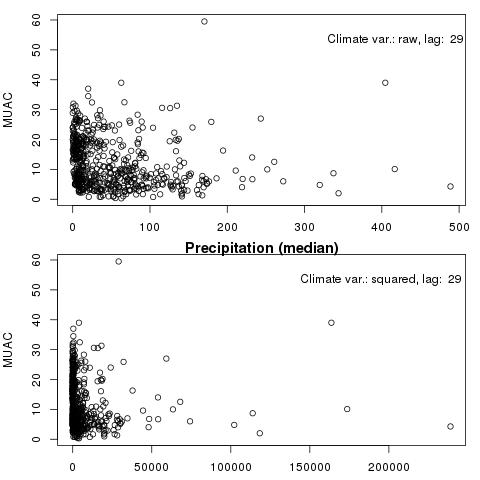 Climate var.: raw, lag: 29
MUAC
60
50
40
30
20
10
0
0 100 200 300 400 500
Precipitation (median)
Climate var.: squared, lag: 29
MUAC
60
50
40
30
20
10
0
0 50000 100000 150000 200000